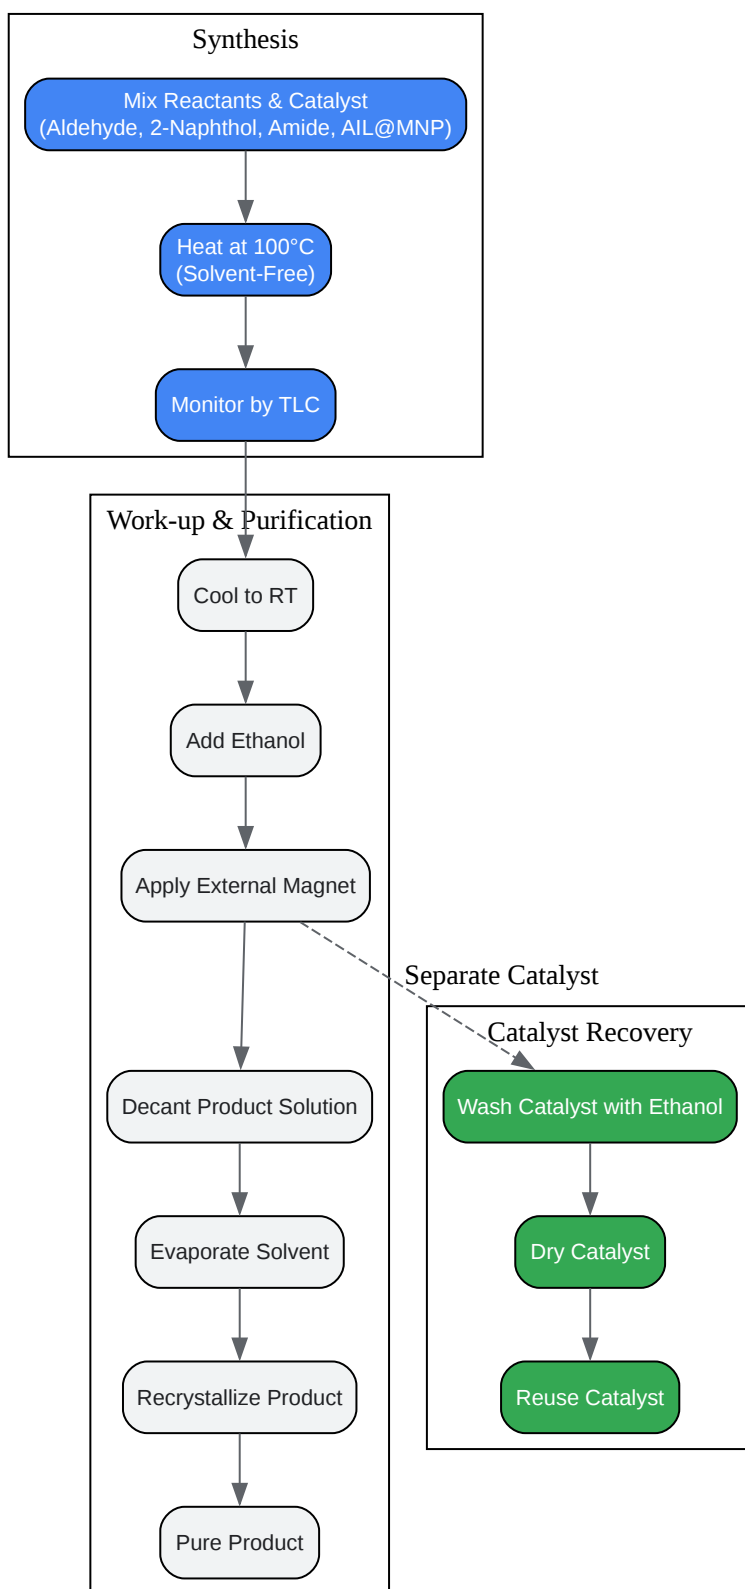 Synthesis
Mix Reactants & Catalyst
(Aldehyde, 2-Naphthol, Amide, AIL@MNP)
Heat at 100°C
(Solvent-Free)
Monitor by TLC
Work-up & Purification
Cool to RT
Add Ethanol
Apply External Magnet
Separate Catalyst
Decant Product Solution
Evaporate Solvent
Recrystallize Product
Pure Product
Catalyst Recovery
Wash Catalyst with Ethanol
Dry Catalyst
Reuse Catalyst